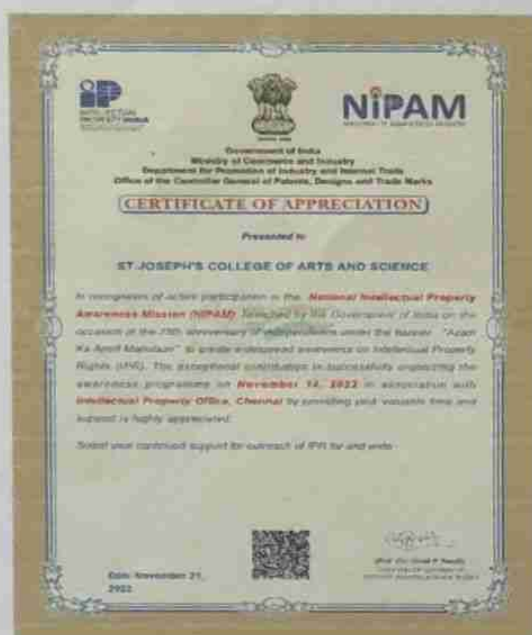 iP
INTELLECTUAL
PROPERTY INDIA
NiPAM
Government of India
Ministry of Commerce and Industry
Department for Promotion of Industry and Internal Trade
Office of the Controller General of Patents, Designs and Trade Marks
CERTIFICATE OF APPRECIATION
Presented to
ST.JOSEPH'S COLLEGE OF ARTS AND SCIENCE
In recognition of active participation in the National Intellectual Property
Awareness Mission (NIPAM) launched by the Government of India on the
occasion of the 75th anniversary of independence under the banner "Azadi
Ka Amrit Mahotsav" to create widespread awareness on Intellectual Property
Rights (IPR). The exceptional contribution in successfully organizing the
awareness programme on November 14, 2022 in association with
Intellectual Property Office, Chennai by providing your valuable time and
support is highly appreciated.
Solicit your continued support for outreach of IPR far and wide.
Date: November 21,
2022